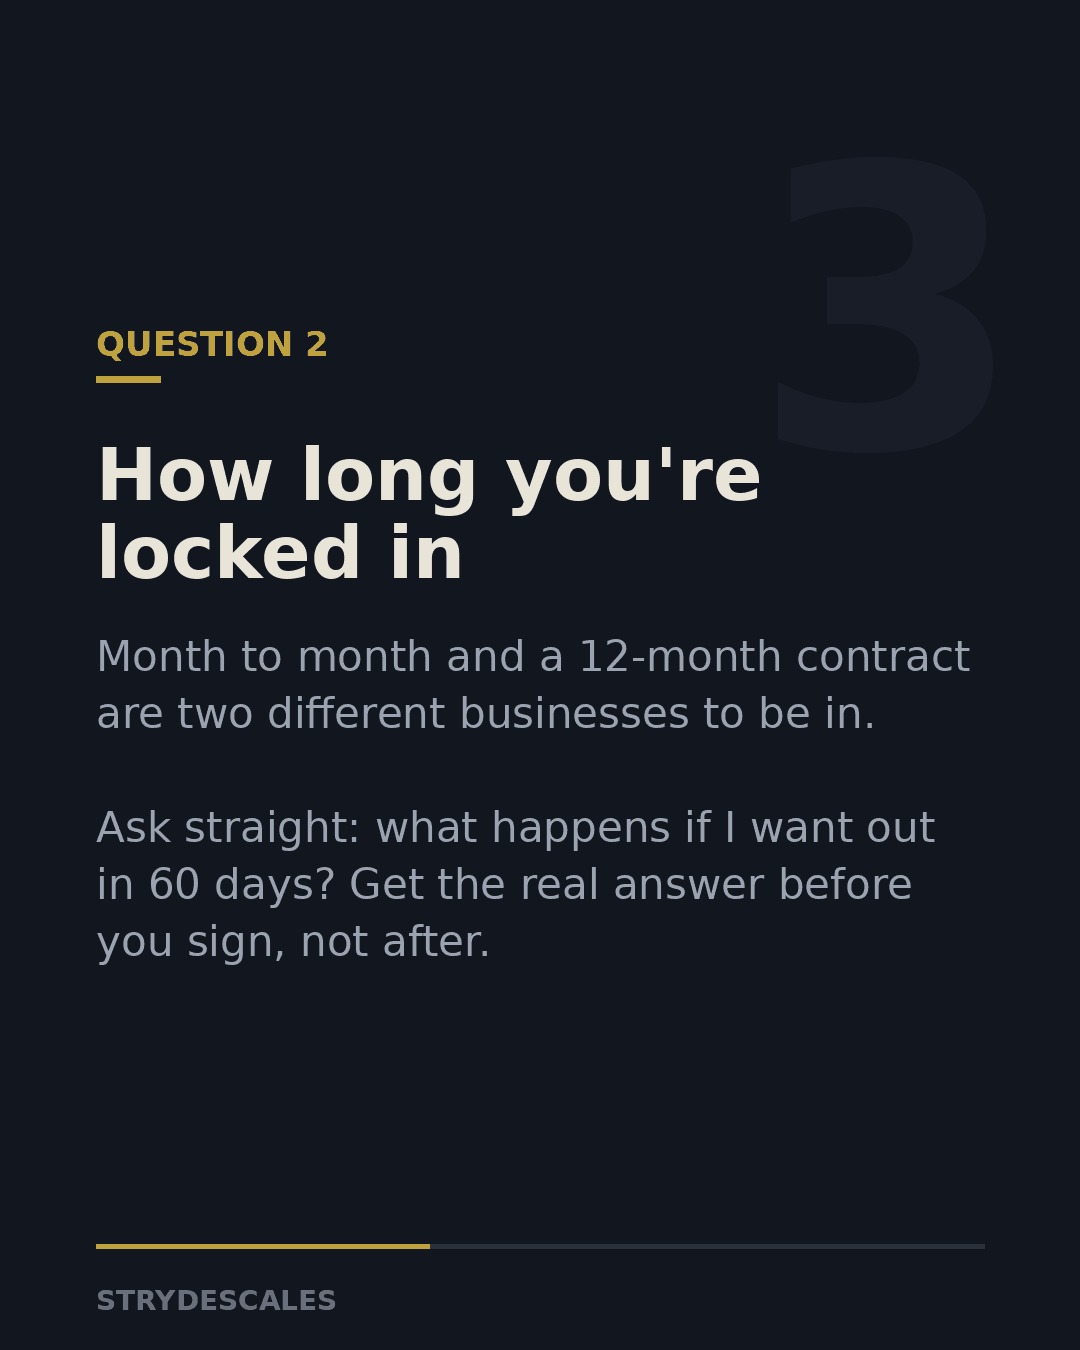 3
QUESTION 2
How long you're
locked in
Month to month and a 12-month contract
are two different businesses to be in.
Ask straight: what happens if I want out
in 60 days? Get the real answer before
you sign, not after.
STRYDESCALES